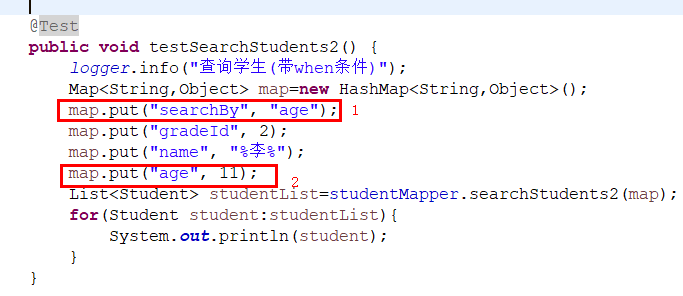 @Test
public void testSearchStudents2() {
logger.info("查询学生(带when条件)");
Map<String,Object> map=new HashMap<String,Object>();
map.put("searchBy", "age"); 1
map.put("gradeId", 2);
map.put("name", "%李%");
map.put("age", 11); 2
List<Student> studentList=studentMapper.searchStudents2(map);
for(Student student:studentList){
System.out.println(student);
}
}